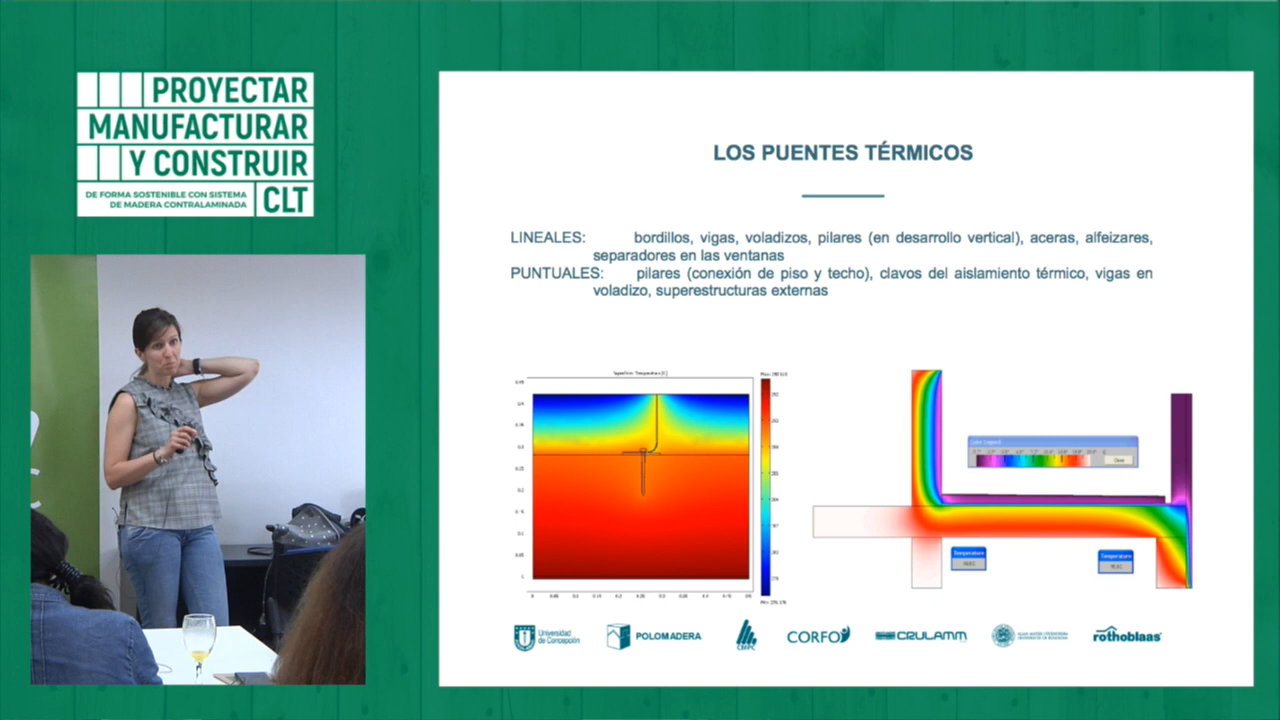 PROYECTAR
MANUFACTURAR
Y CONSTRUIR
DE FORMA SOSTENIBLE CON SISTEMA
DE MADERA CONTRALAMINADA
CLT
LOS PUENTES TÉRMICOS
LINEALES: bordillos, vigas, voladizos, pilares (en desarrollo vertical), aceras, alfeizares,
separadores en las ventanas
PUNTUALES: pilares (conexión de piso y techo), clavos del aislamiento térmico, vigas en
voladizo, superestructuras externas
Color Legend
Close
Temperature
Temperature
Universidad
de Concepción
POLOMADERA
CMPC
CORFO
CRULAMM
rothoblaas